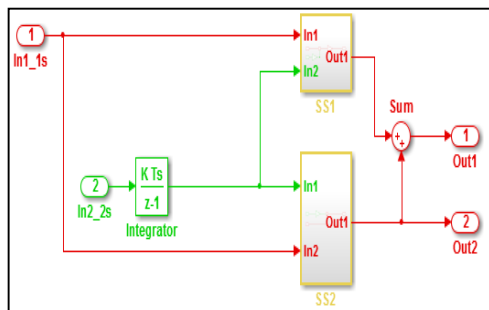 1
In1_1s
In1
In2
Out1
SS1
Sum
+
+
1
Out1
2
In2_2s
K Ts
z-1
Integrator
In1
In2
Out1
SS2
2
Out2